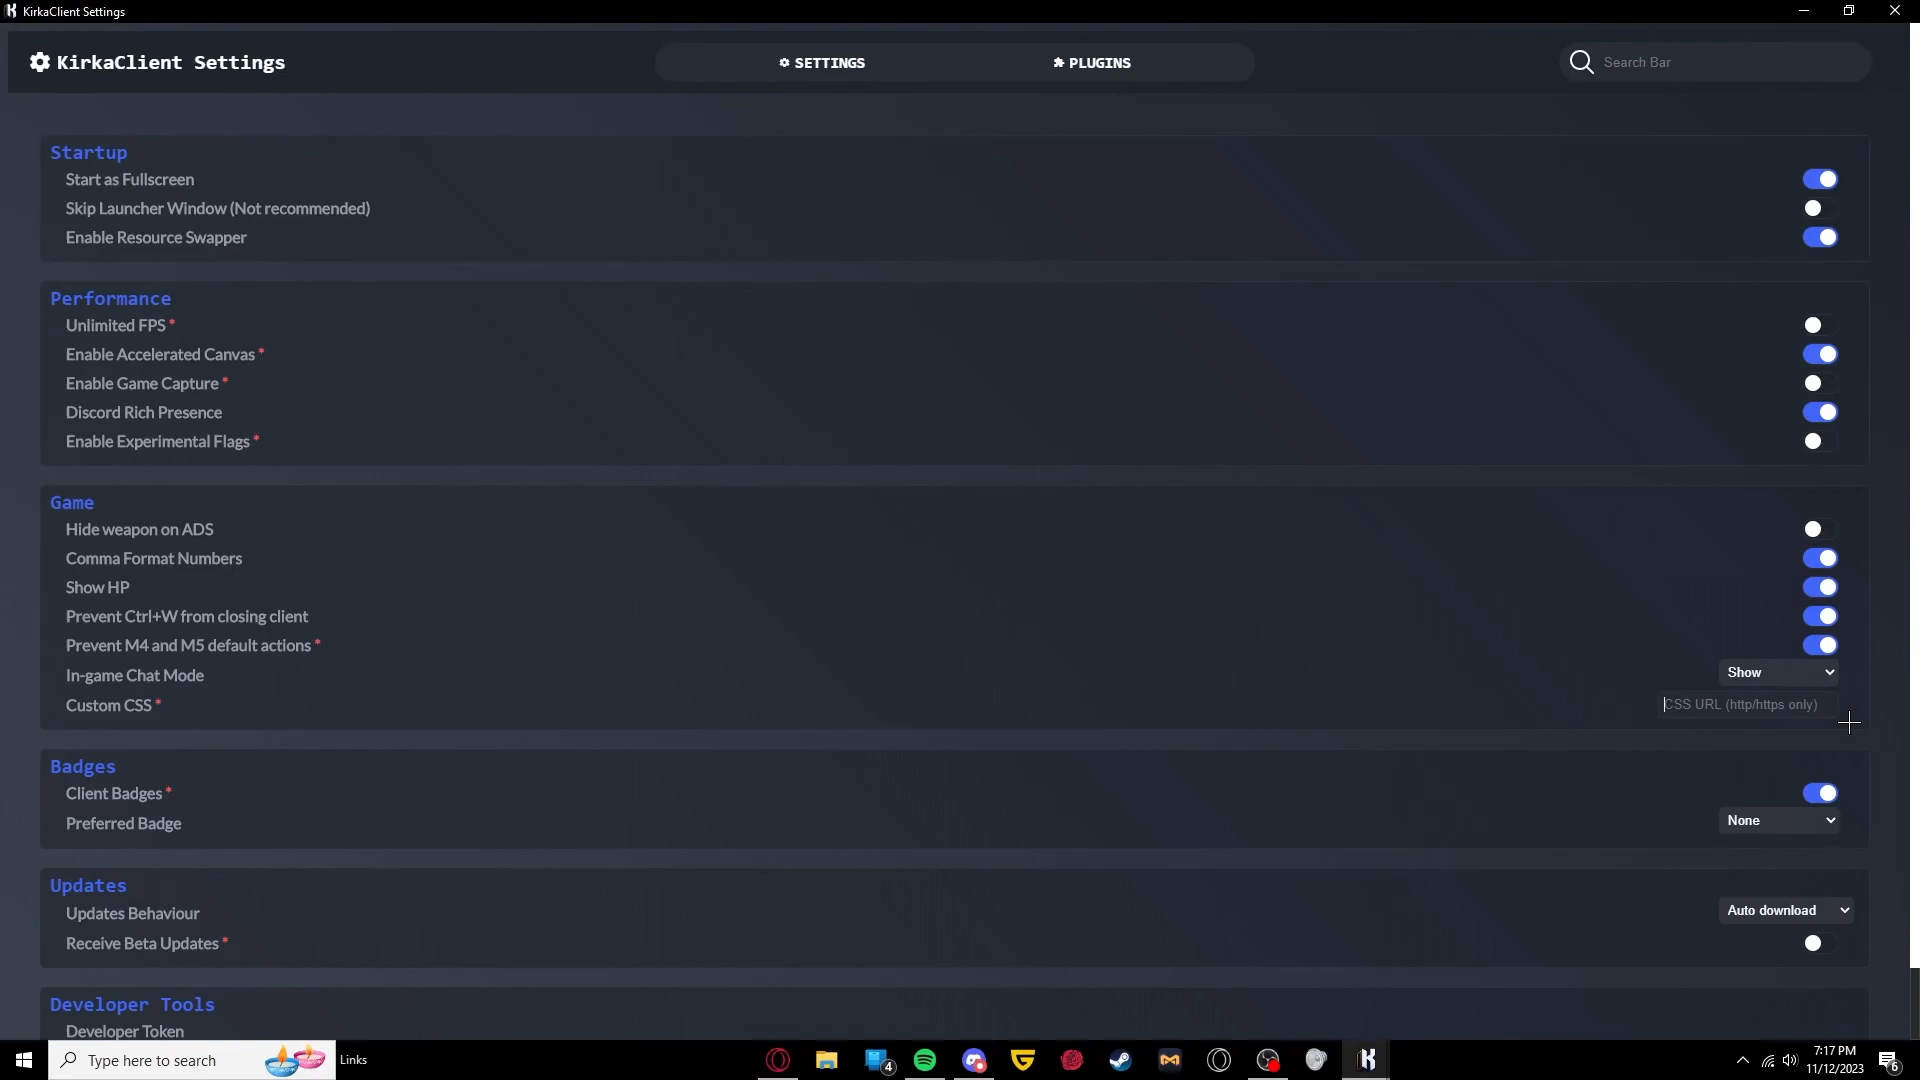 KirkaClient Settings
KirkaClient Settings
SETTINGS
PLUGINS
Search Bar
Startup
Start as Fullscreen
Skip Launcher Window (Not recommended)
Enable Resource Swapper
Performance
Unlimited FPS *
Enable Accelerated Canvas *
Enable Game Capture *
Discord Rich Presence
Enable Experimental Flags *
Game
Hide weapon on ADS
Comma Format Numbers
Show HP
Prevent Ctrl+W from closing client
Prevent M4 and M5 default actions *
In-game Chat Mode
Show
Custom CSS *
CSS URL (http/https only)
Badges
Client Badges *
Preferred Badge
None
Updates
Updates Behaviour
Auto download
Receive Beta Updates *
Developer Tools
Developer Token
Type here to search
Links
4
7:17 PM
11/12/2023
6